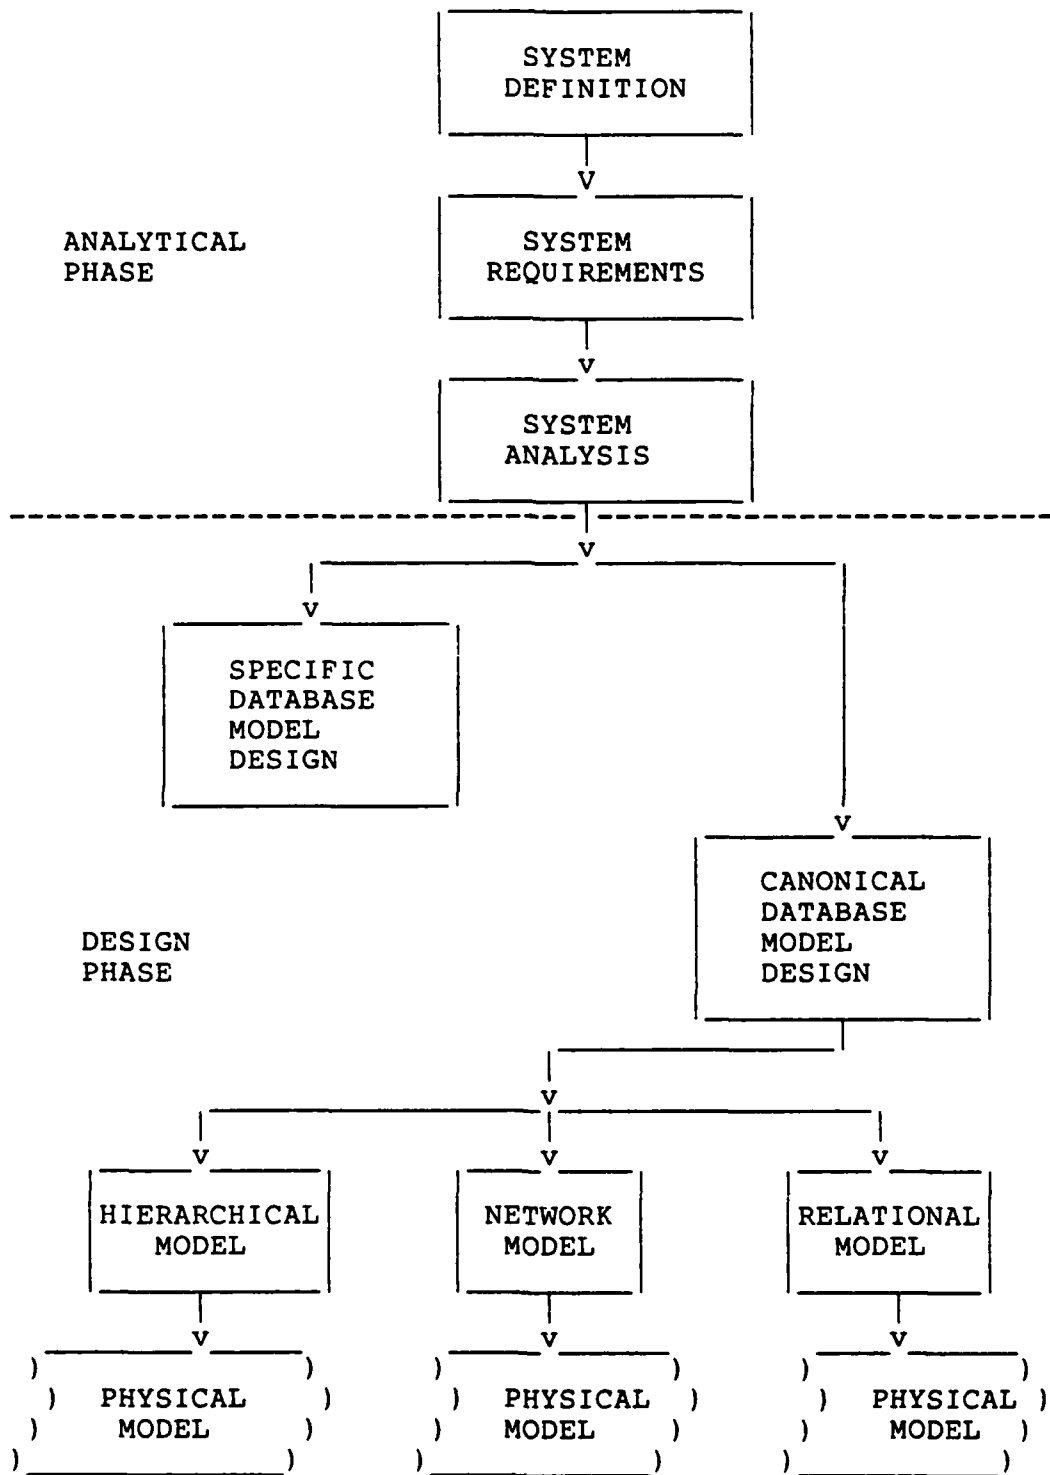 SYSTEM
DEFINITION
ANALYTICAL
PHASE
SYSTEM
REQUIREMENTS
SYSTEM
ANALYSIS
SPECIFIC
DATABASE
MODEL
DESIGN
CANONICAL
DATABASE
MODEL
DESIGN
DESIGN
PHASE
HIERARCHICAL
MODEL
NETWORK
MODEL
RELATIONAL
MODEL
PHYSICAL
MODEL
PHYSICAL
MODEL
PHYSICAL
MODEL